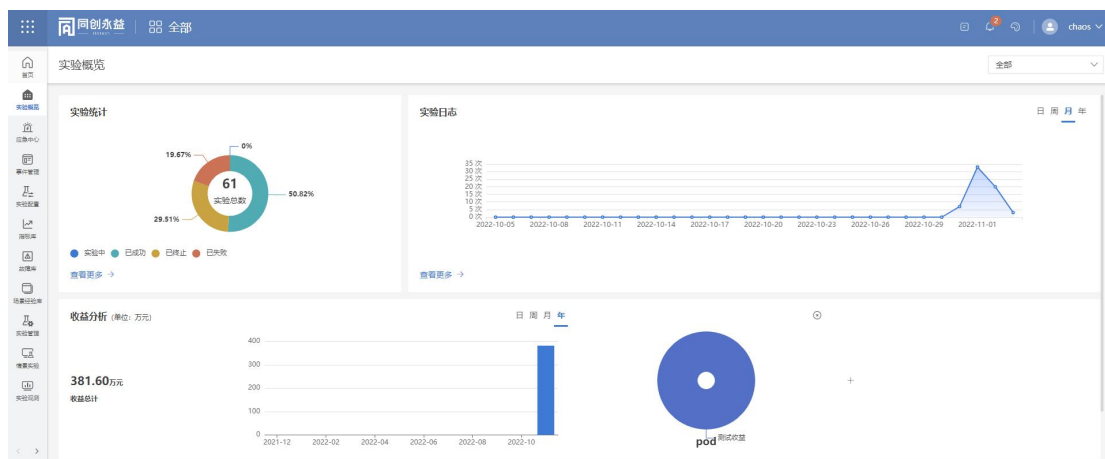 同创永益
全部
2
chaos
首页
实验概览
应急中心
事件管理
实验配置
指标库
故障库
场景经验库
实验管理
情景实验
实验观测
实验概览
全部
实验统计
0%
19.67%
61
实验总数
50.82%
29.51%
实验中 已成功 已终止 已失败
查看更多 →
实验日志
日 周 月 年
35 次
30 次
25 次
20 次
15 次
10 次
5 次
0 次
2022-10-05 2022-10-08 2022-10-11 2022-10-14 2022-10-17 2022-10-20 2022-10-23 2022-10-26 2022-10-29 2022-11-01
查看更多 →
收益分析 (单位: 万元)
日 周 月 年
381.60万元
收益总计
400
300
200
100
0
2021-12 2022-02 2022-04 2022-06 2022-08 2022-10
测试收益
pod